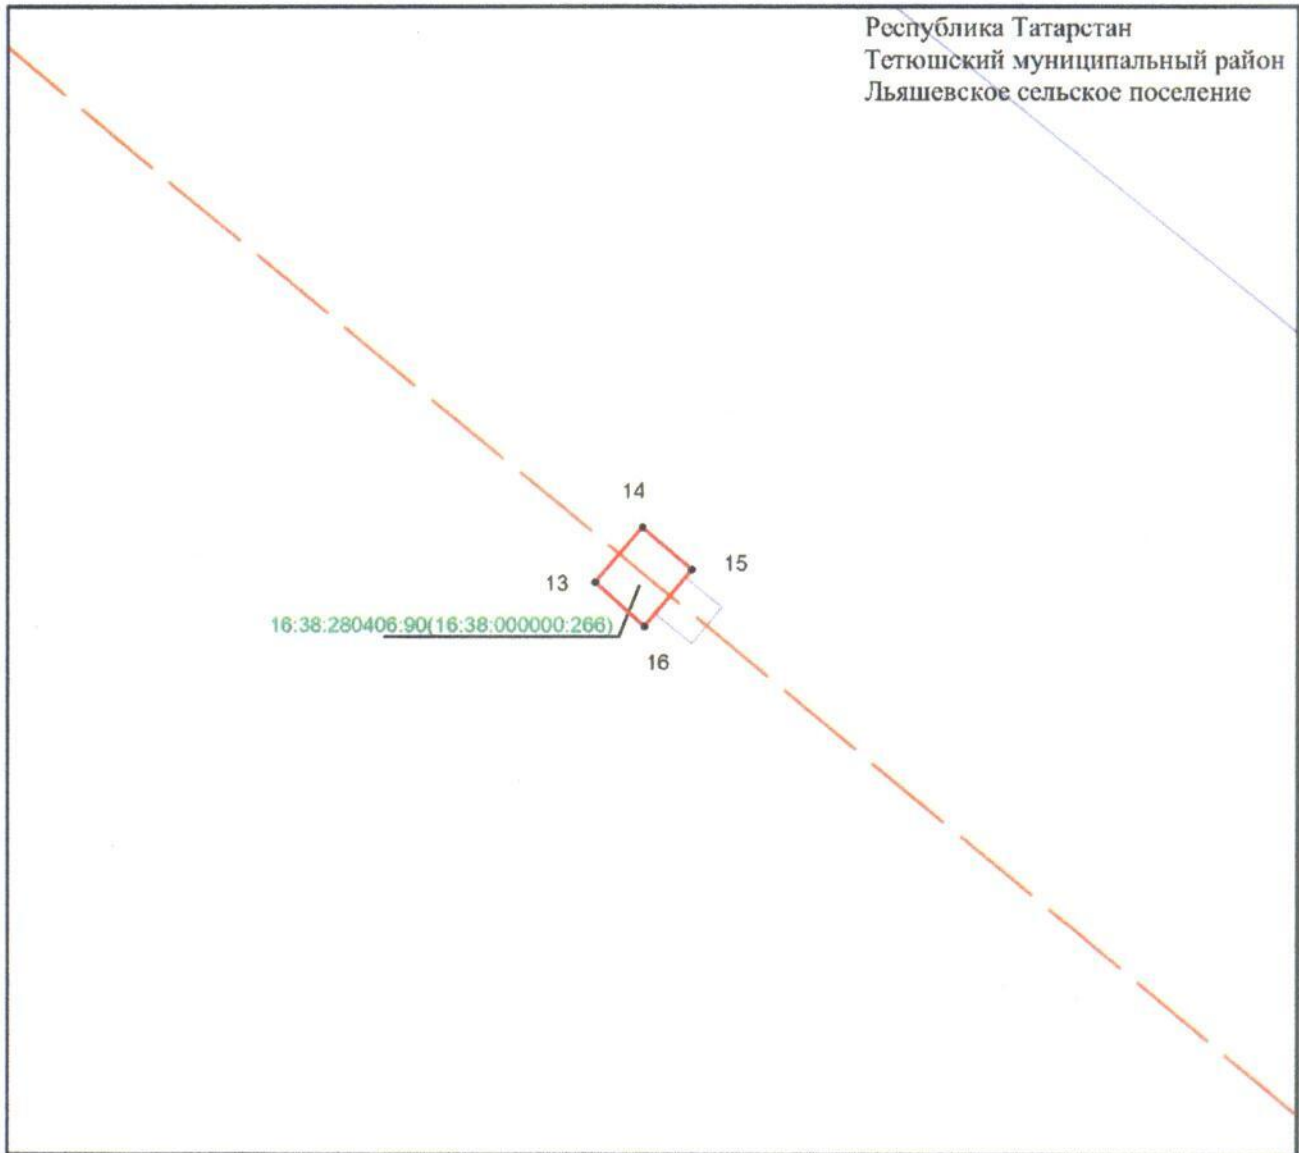 Республика Татарстан
Тетюшский муниципальный район
Льяшевское сельское поселение
14
15
13
16:38:280406:90(16:38:000000:266)
16